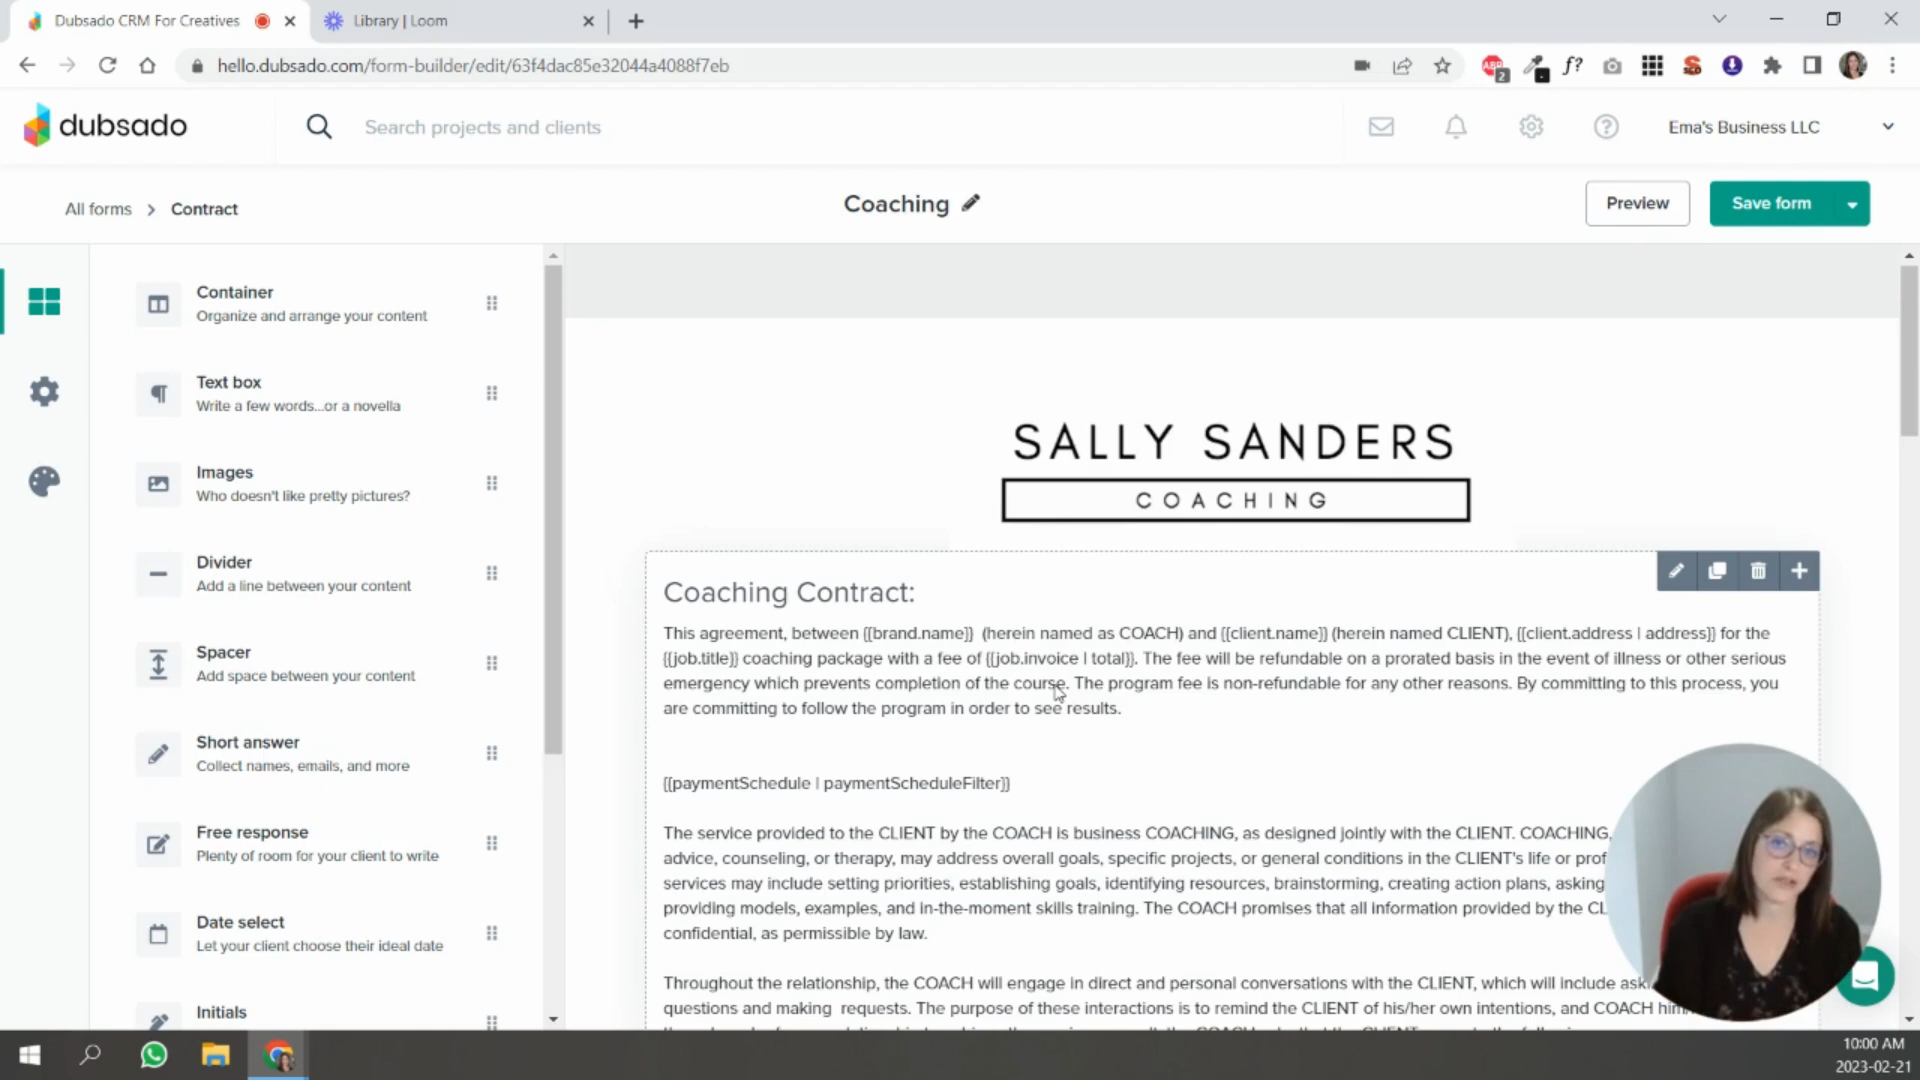 Dubsado CRM For Creatives
Library | Loom
hello.dubsado.com/form-builder/edit/63f4dac85e32044a4088f7eb
ABP
2
f?
dubsado
Search projects and clients
Ema's Business LLC
All forms > Contract
Coaching
Preview
Save form
Container
Organize and arrange your content
Text box
Write a few words...or a novella
Images
Who doesn't like pretty pictures?
Divider
Add a line between your content
Spacer
Add space between your content
Short answer
Collect names, emails, and more
Free response
Plenty of room for your client to write
Date select
Let your client choose their ideal date
Initials
SALLY SANDERS
COACHING
Coaching Contract:
This agreement, between {{brand.name}} (herein named as COACH) and {{client.name}} (herein named CLIENT), {{client.address | address}} for the
{{job.title}} coaching package with a fee of {{job.invoice | total}}. The fee will be refundable on a prorated basis in the event of illness or other serious
emergency which prevents completion of the course. The program fee is non-refundable for any other reasons. By committing to this process, you
are committing to follow the program in order to see results.
{{paymentSchedule | paymentScheduleFilter}}
The service provided to the CLIENT by the COACH is business COACHING, as designed jointly with the CLIENT. COACHING,
advice, counseling, or therapy, may address overall goals, specific projects, or general conditions in the CLIENT's life or prof
services may include setting priorities, establishing goals, identifying resources, brainstorming, creating action plans, asking
providing models, examples, and in-the-moment skills training. The COACH promises that all information provided by the CL
confidential, as permissible by law.
Throughout the relationship, the COACH will engage in direct and personal conversations with the CLIENT, which will include ask
questions and making requests. The purpose of these interactions is to remind the CLIENT of his/her own intentions, and COACH him
10:00 AM
2023-02-21